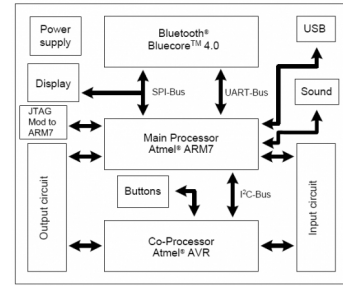 Power
supply
Bluetooth®
Bluecore™ 4.0
USB
Display
SPI-Bus
UART-Bus
Sound
JTAG
Mod to
ARM7
Main Processor
Atmel® ARM7
Output circuit
Buttons
I²C-Bus
Input circuit
Co-Processor
Atmel® AVR